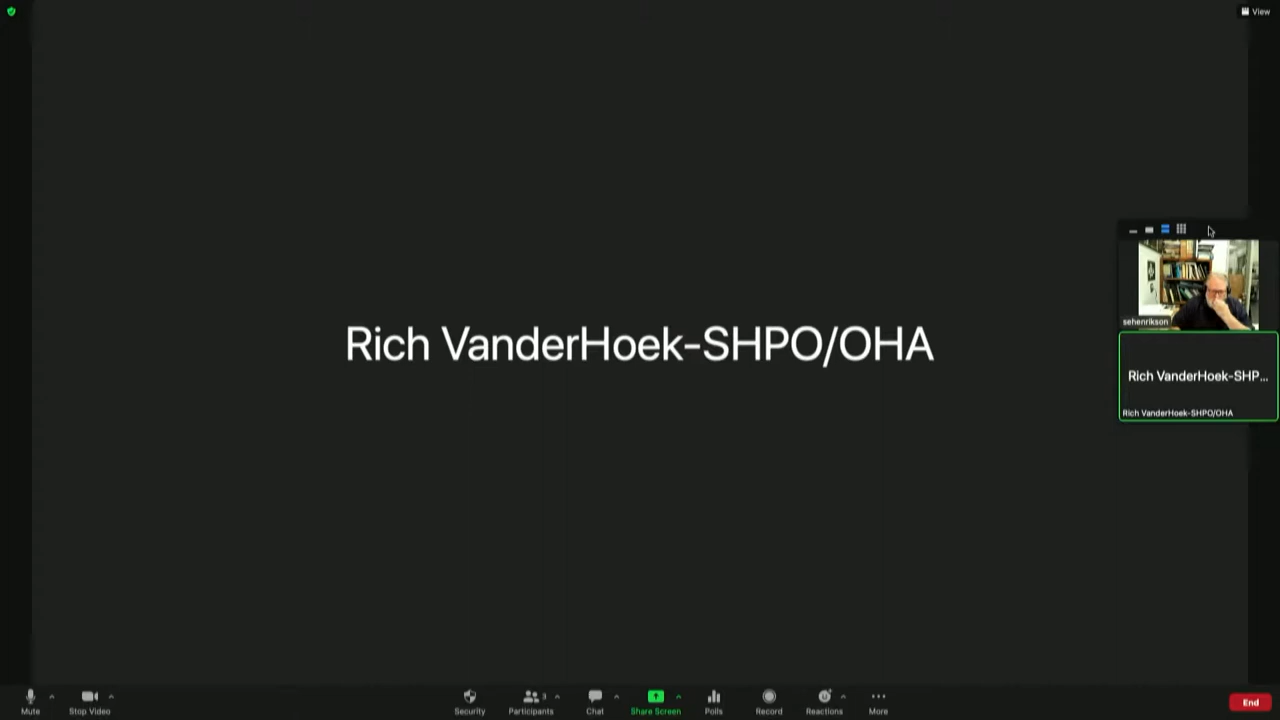 View
Rich VanderHoek-SHPO/OHA
sehenrikson
Rich VanderHoek-SHP...
Rich VanderHoek-SHPO/OHA
Mute
Stop Video
Security
3
Participants
Chat
Share Screen
Polls
Record
Reactions
More
End